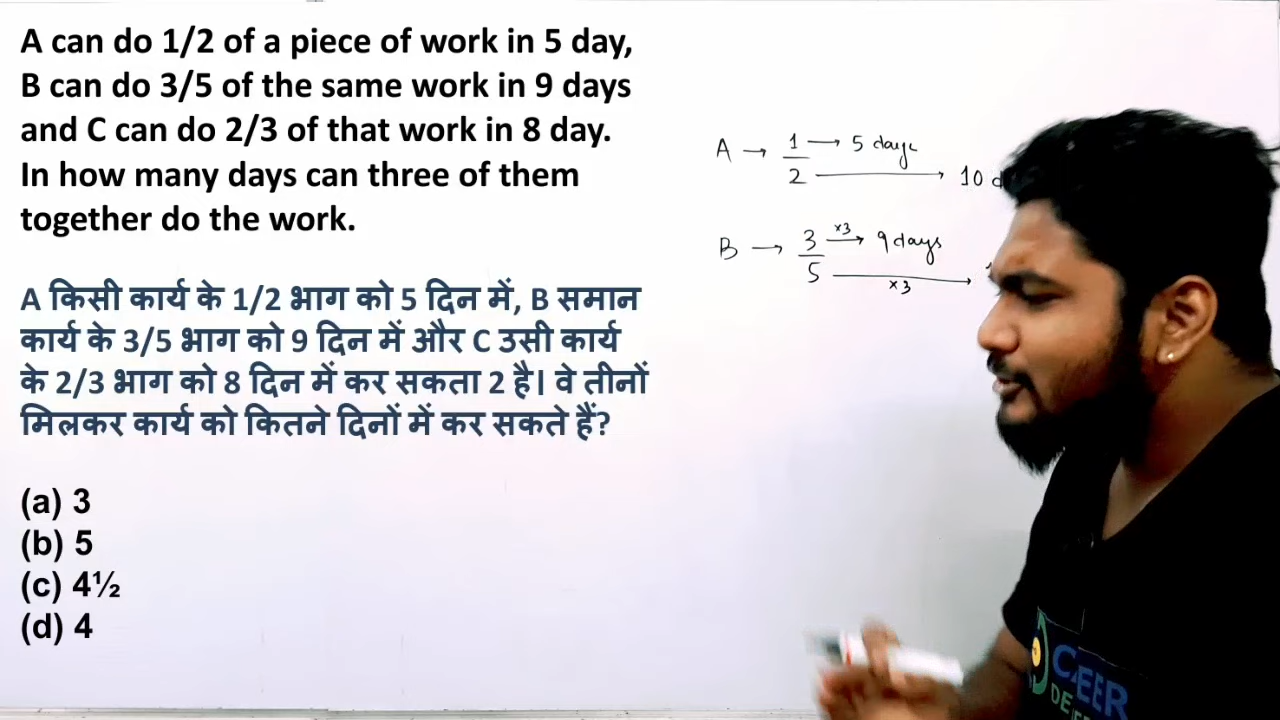 A can do 1/2 of a piece of work in 5 day,
B can do 3/5 of the same work in 9 days
and C can do 2/3 of that work in 8 day.
In how many days can three of them
together do the work.
A किसी कार्य के 1/2 भाग को 5 दिन में, B समान
कार्य के 3/5 भाग को 9 दिन में और C उसी कार्य
के 2/3 भाग को 8 दिन में कर सकता 2 है। वे तीनों
मिलकर कार्य को कितने दिनों में कर सकते हैं?
(a) 3
(b) 5
(c) 4½
(d) 4
A → 1/2 → 5 days
→ 10 d
B → 3/5 ×3 → 9 days
×3 →